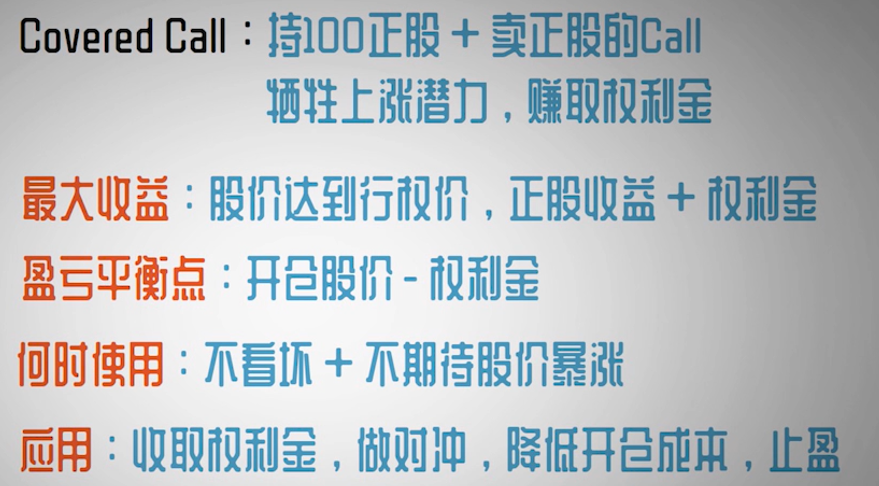 Covered Call：持100正股 + 卖正股的Call
牺牲上涨潜力，赚取权利金
最大收益：股价达到行权价，正股收益 + 权利金
盈亏平衡点：开仓股价 - 权利金
何时使用：不看坏 + 不期待股价暴涨
应用：收取权利金，做对冲，降低开仓成本，止盈